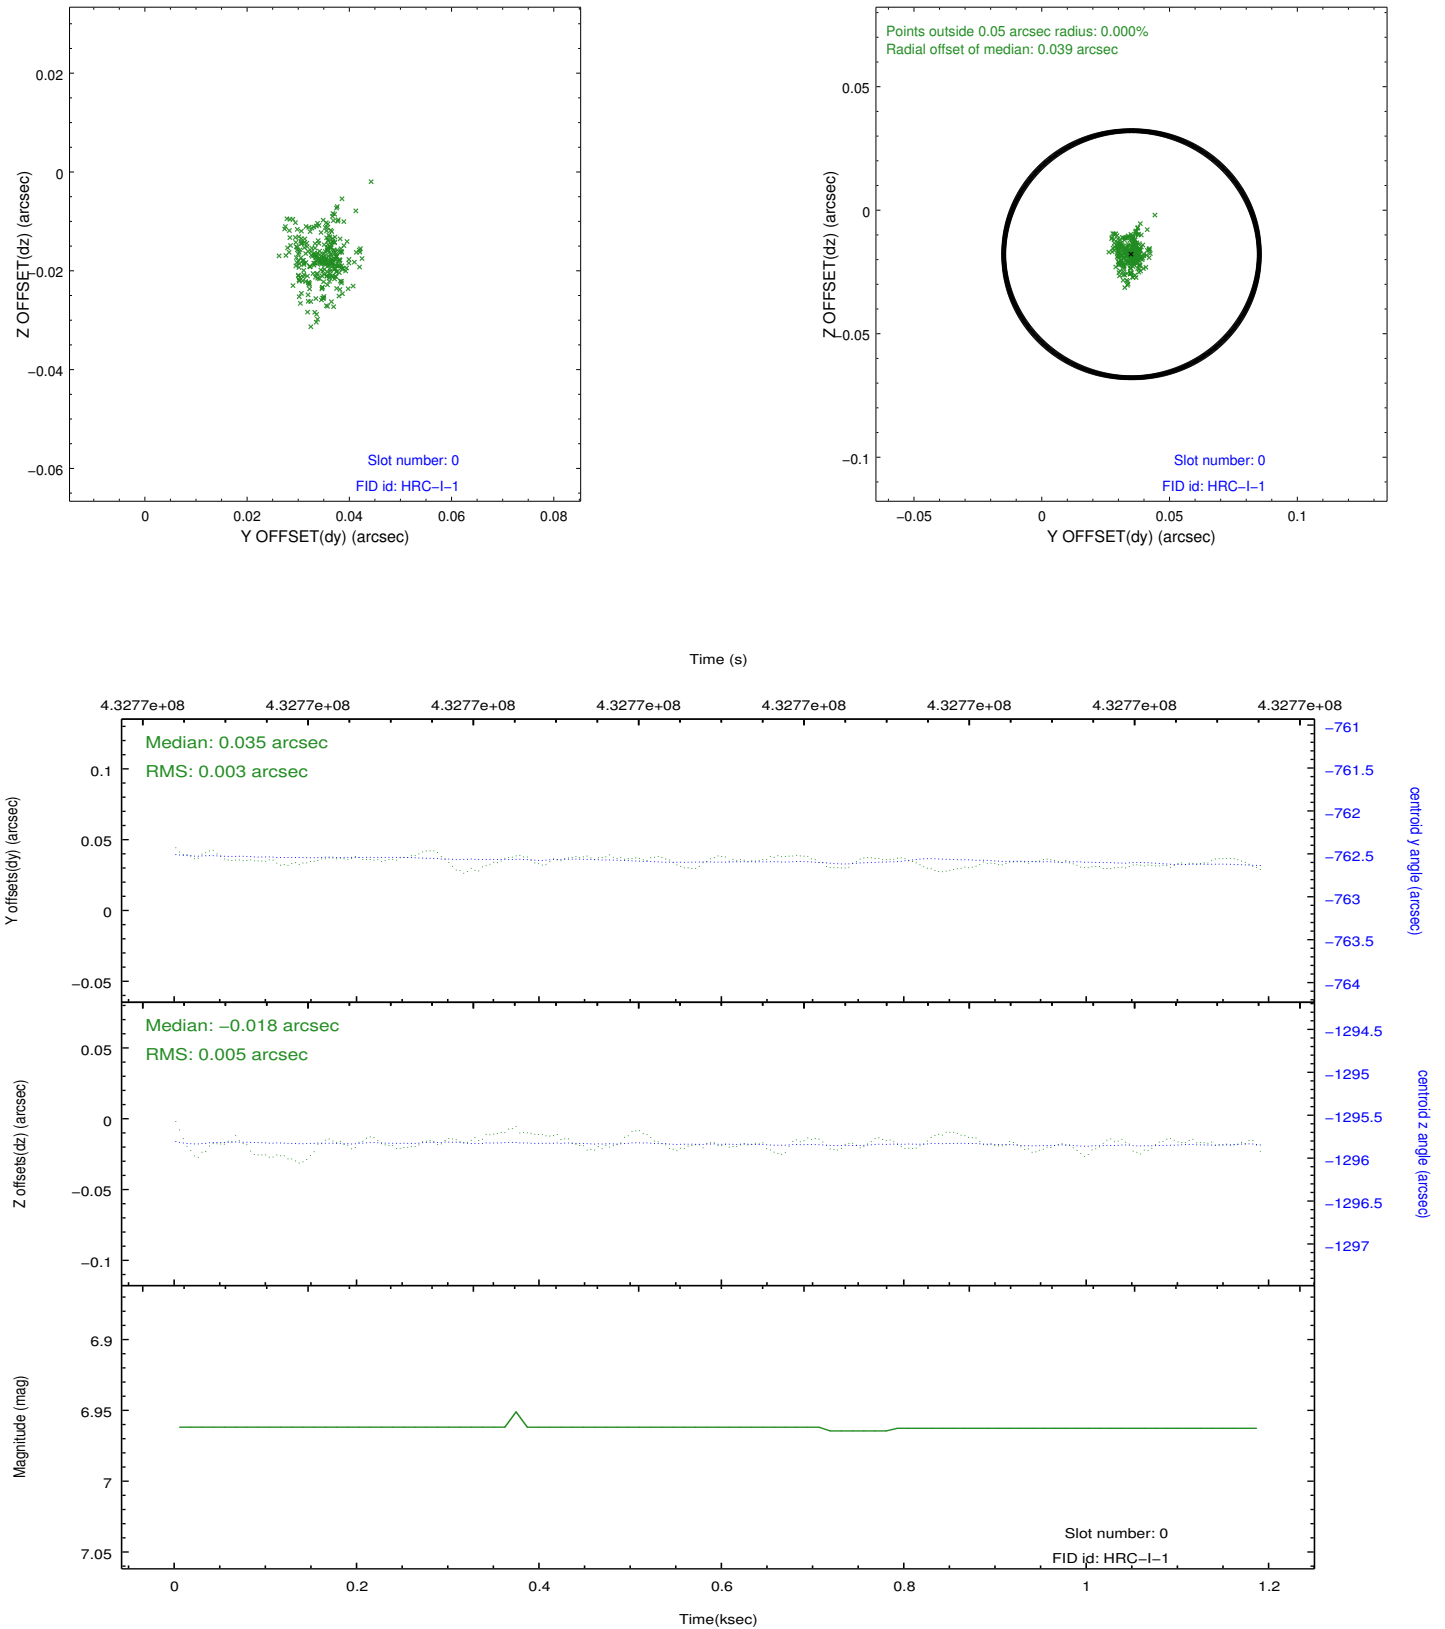 0.02
0
−0.02
−0.04
−0.06
Z OFFSET(dz) (arcsec)
Slot number: 0
FID id: HRC−I−1
0
0.02
0.04
0.06
0.08
Y OFFSET(dy) (arcsec)
Points outside 0.05 arcsec radius: 0.000%
Radial offset of median: 0.039 arcsec
0.05
0
−0.05
−0.1
Z OFFSET(dz) (arcsec)
Slot number: 0
FID id: HRC−I−1
−0.05
0
0.05
0.1
Y OFFSET(dy) (arcsec)
Time (s)
4.3277e+08 4.3277e+08 4.3277e+08 4.3277e+08 4.3277e+08 4.3277e+08 4.3277e+08 4.3277e+08
Median: 0.035 arcsec
RMS: 0.003 arcsec
0.1
0.05
0
−0.05
Y offsets(dy) (arcsec)
−761
−761.5
−762
−762.5
−763
−763.5
−764
centroid y angle (arcsec)
Median: −0.018 arcsec
RMS: 0.005 arcsec
0.05
0
−0.05
−0.1
Z offsets(dz) (arcsec)
−1294.5
−1295
−1295.5
−1296
−1296.5
−1297
centroid z angle (arcsec)
6.9
6.95
7
7.05
Magnitude (mag)
Slot number: 0
FID id: HRC−I−1
0 0.2 0.4 0.6 0.8 1 1.2
Time(ksec)